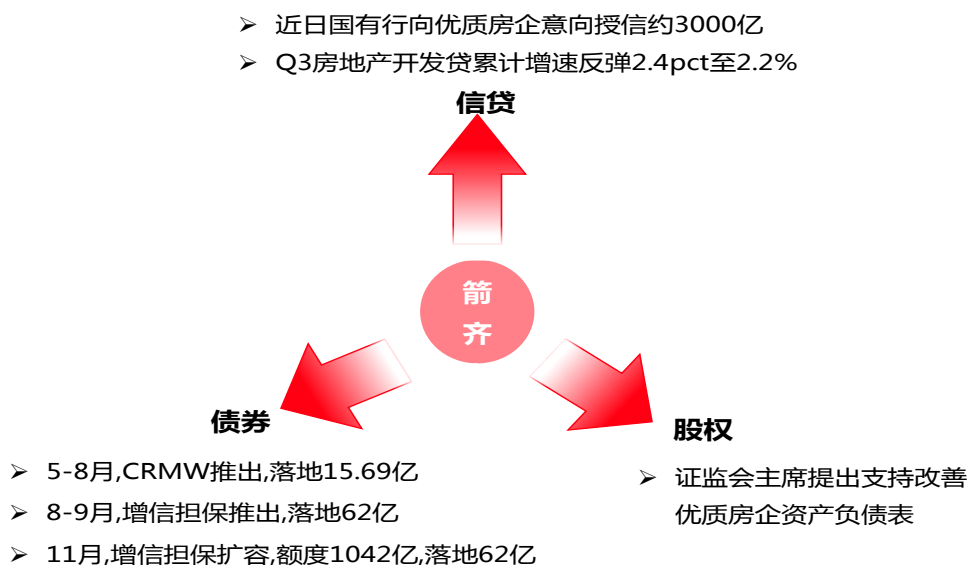 ➢ 近日国有行向优质房企意向授信约3000亿
➢ Q3房地产开发贷累计增速反弹2.4pct至2.2%
信贷
箭
齐
债券
➢ 5-8月,CRMW推出,落地15.69亿
➢ 8-9月,增信担保推出,落地62亿
➢ 11月,增信担保扩容,额度1042亿,落地62亿
股权
➢ 证监会主席提出支持改善
优质房企资产负债表